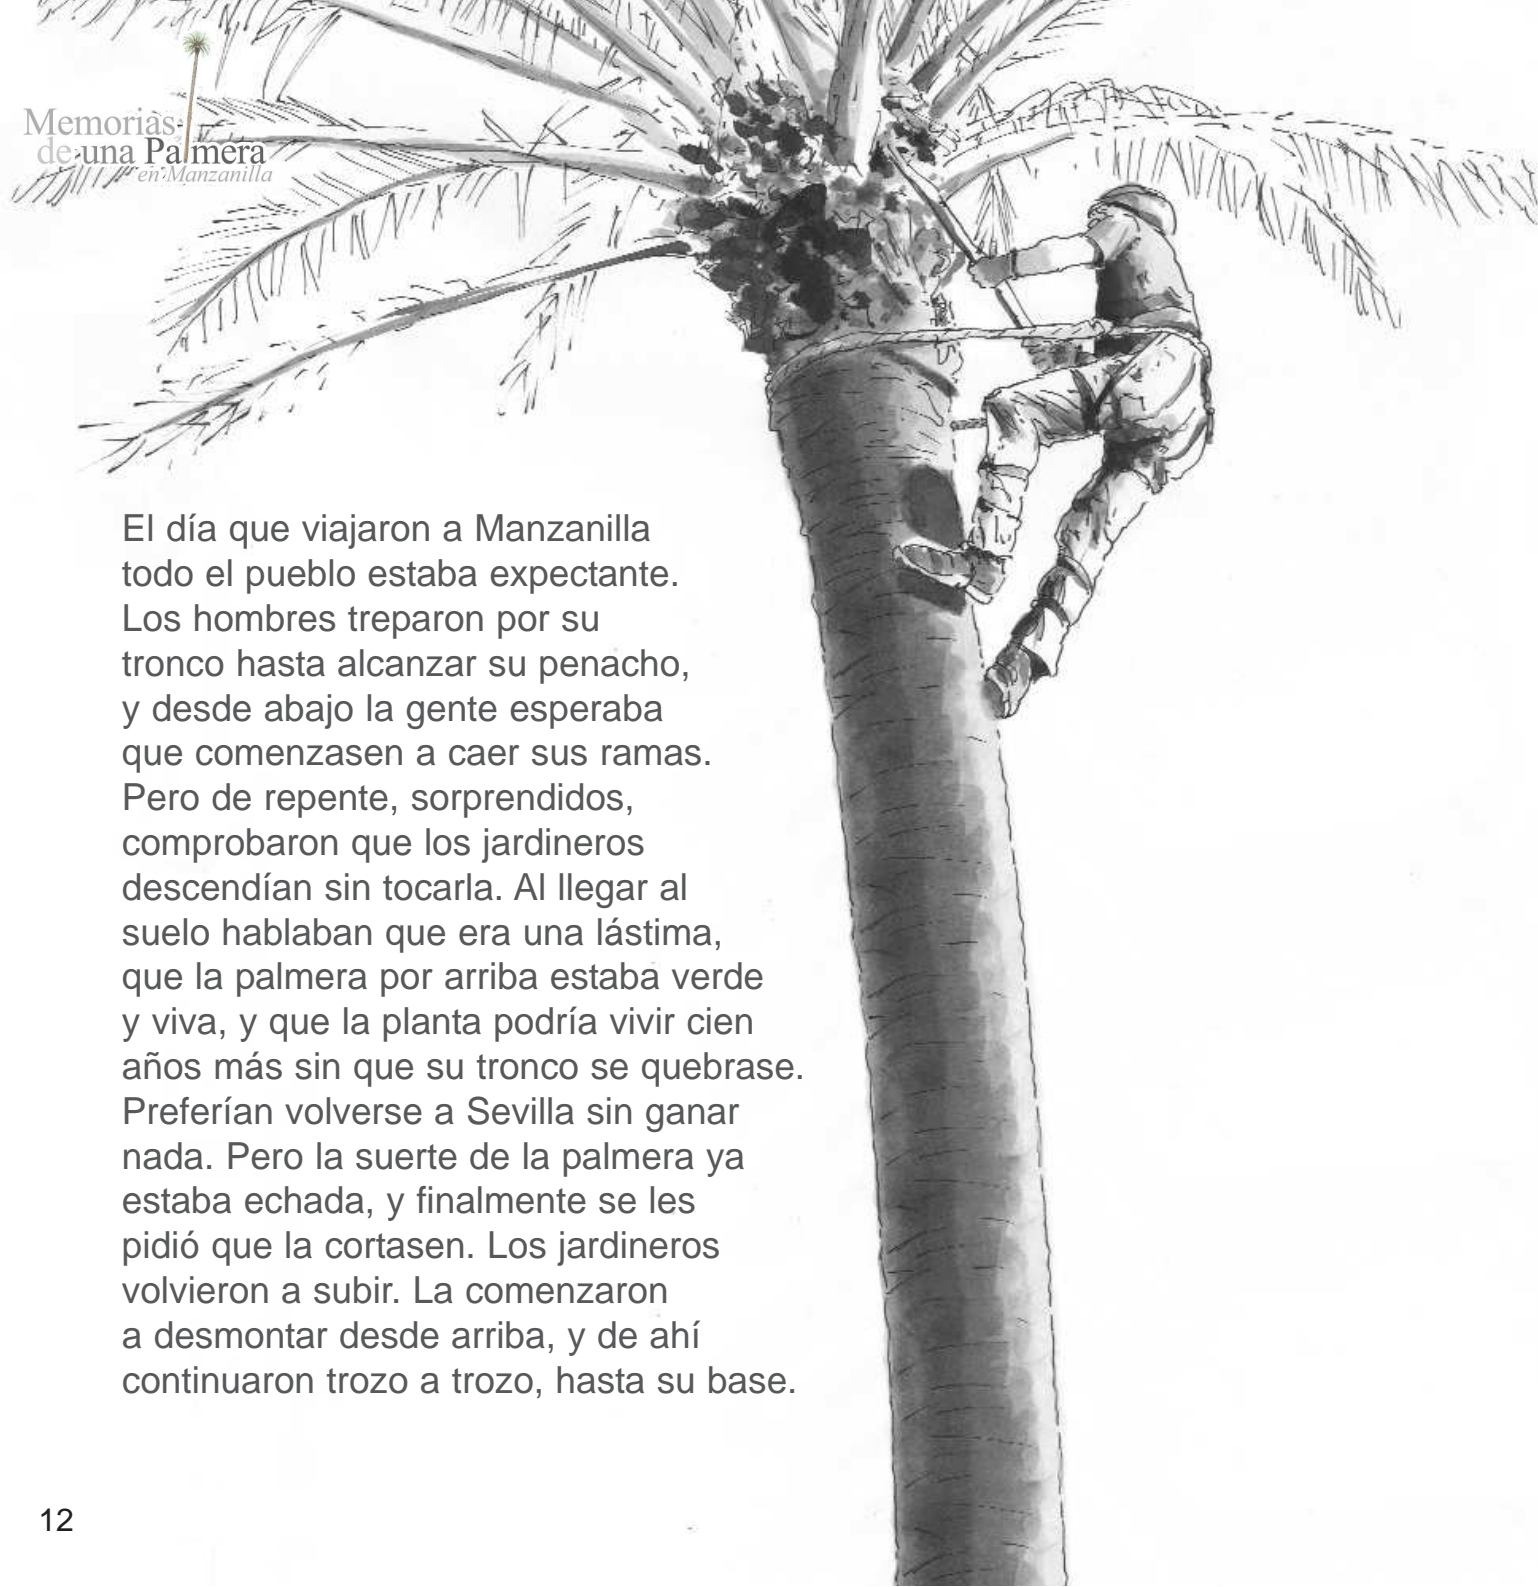 Memorias
de una Palmera
en Manzanilla
El día que viajaron a Manzanilla
todo el pueblo estaba expectante.
Los hombres treparon por su
tronco hasta alcanzar su penacho,
y desde abajo la gente esperaba
que comenzasen a caer sus ramas.
Pero de repente, sorprendidos,
comprobaron que los jardineros
descendían sin tocarla. Al llegar al
suelo hablaban que era una lástima,
que la palmera por arriba estaba verde
y viva, y que la planta podría vivir cien
años más sin que su tronco se quebrase.
Preferían volverse a Sevilla sin ganar
nada. Pero la suerte de la palmera ya
estaba echada, y finalmente se les
pidió que la cortasen. Los jardineros
volvieron a subir. La comenzaron
a desmontar desde arriba, y de ahí
continuaron trozo a trozo, hasta su base.
12